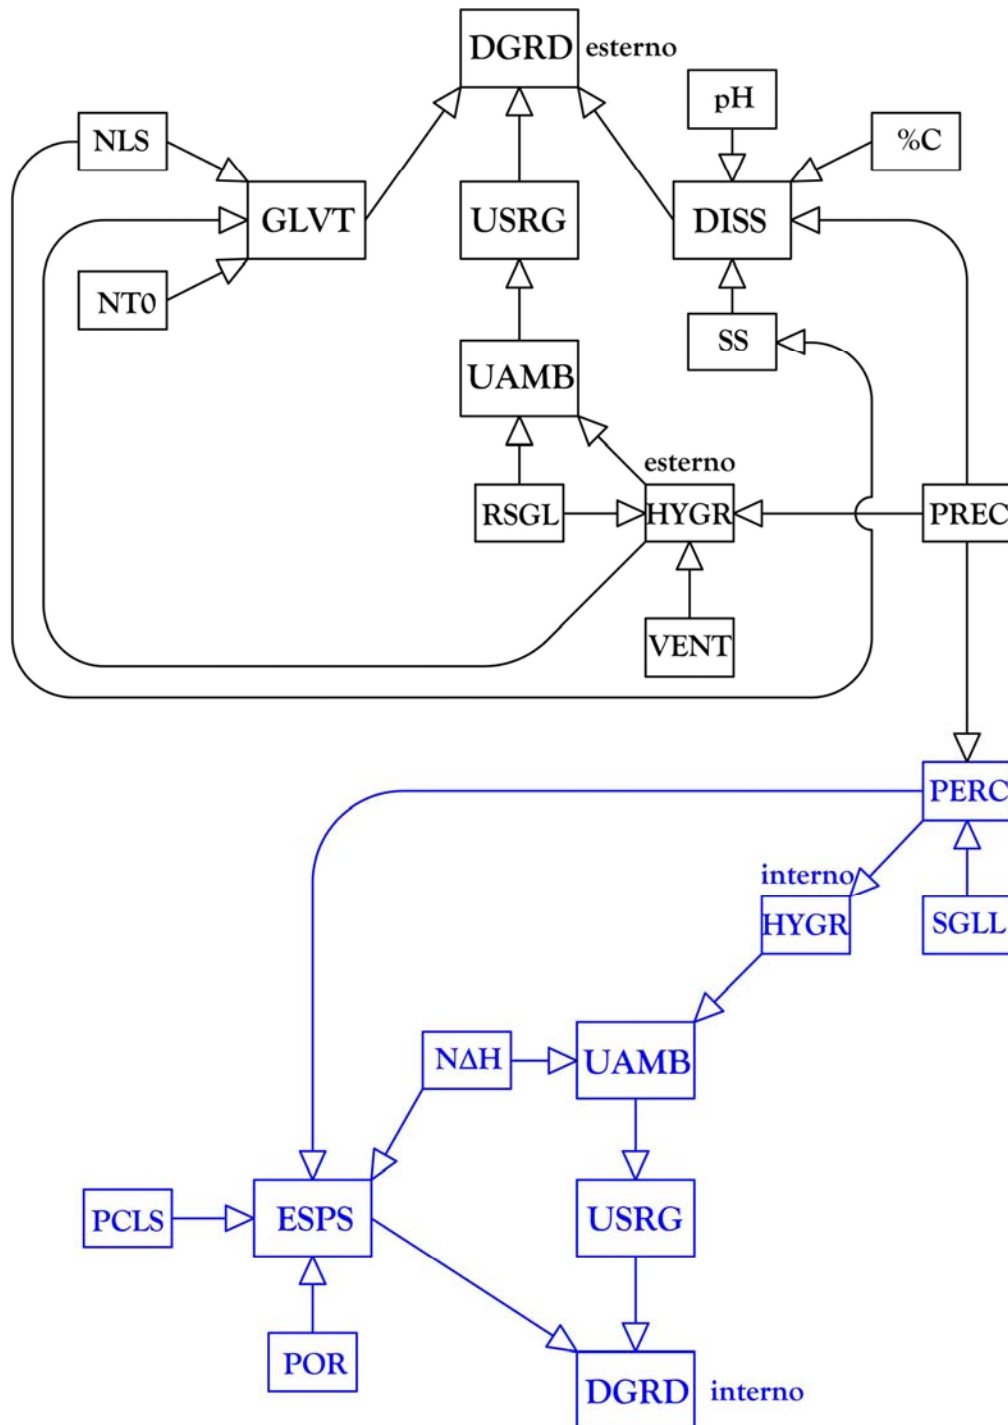 DGRD esterno
pH
NLS
%C
GLVT
USRG
DISS
NT0
SS
UAMB
esterno
RSGL
HYGR
PREC
VENT
PERC
interno
HYGR
SGLL
NΔH
UAMB
PCLS
ESPS
USRG
POR
DGRD interno